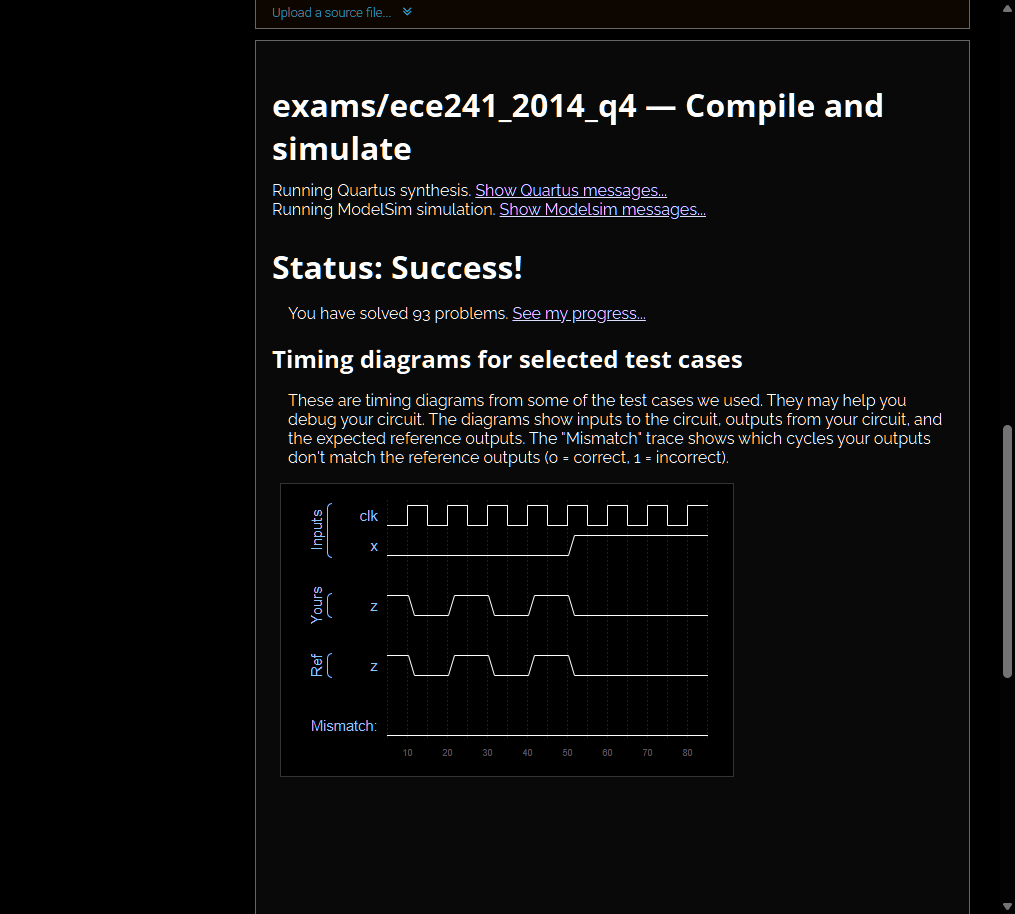 Upload a source file...
exams/ece241_2014_q4 — Compile and
simulate
Running Quartus synthesis. Show Quartus messages...
Running ModelSim simulation. Show Modelsim messages...
Status: Success!
You have solved 93 problems. See my progress...
Timing diagrams for selected test cases
These are timing diagrams from some of the test cases we used. They may help you
debug your circuit. The diagrams show inputs to the circuit, outputs from your circuit, and
the expected reference outputs. The "Mismatch" trace shows which cycles your outputs
don't match the reference outputs (0 = correct, 1 = incorrect).
Inputs
clk
x
Yours
z
Ref
z
Mismatch:
10 20 30 40 50 60 70 80